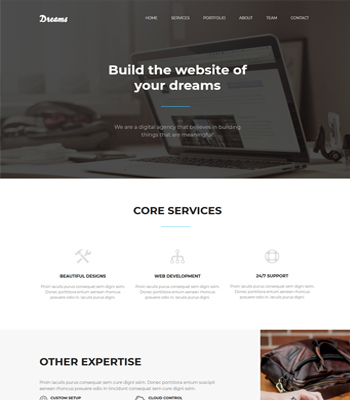 Dreams
HOME SERVICES PORTFOLIO ABOUT TEAM CONTACT
Build the website of
your dreams
We are a digital agency that believes in building
things that are meaningful.
CORE SERVICES
BEAUTIFUL DESIGNS WEB DEVELOPMENT 24/7 SUPPORT
Proin iaculis purus consequat sem cure digni ssim. Proin iaculis purus consequat sem cure digni ssim. Proin iaculis purus consequat sem cure digni ssim.
Donec porttitora entum aenean rhoncus Donec porttitora entum aenean rhoncus Donec porttitora entum aenean rhoncus
posuere odio in. iaculis purus digni. posuere odio in. iaculis purus digni. posuere odio in. iaculis purus digni.
OTHER EXPERTISE
Proin iaculis purus consequat sem cure digni ssim. Donec porttitora entum suscipit
aenean rhoncus posuere odio in tincidunt proin iaculis.
CUSTOM SETUP CLOUD CONTROL